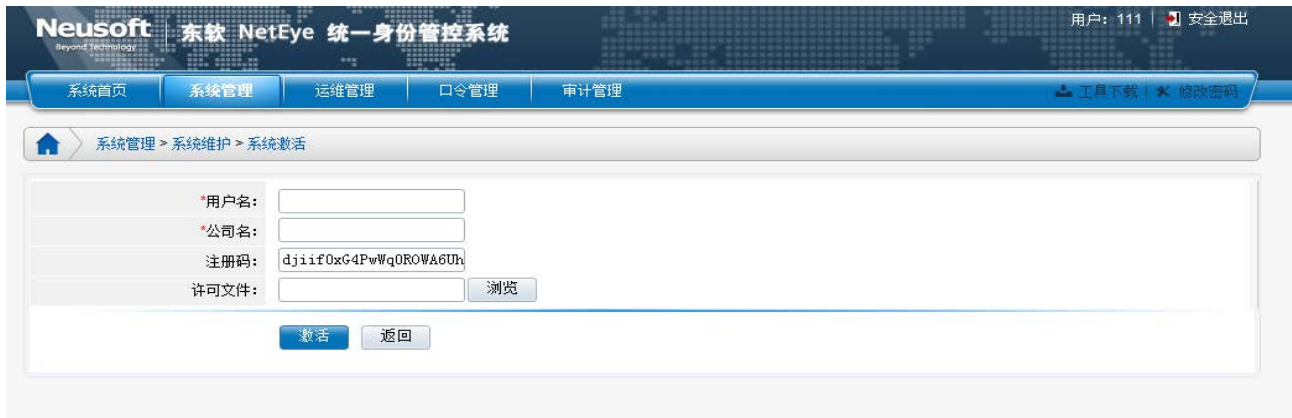 Neusoft 东软 NetEye 统一身份管控系统 用户: 111 安全退出
Beyond Technology
系统首页 系统管理 运维管理 口令管理 审计管理 工具下载 修改密码
系统管理 > 系统维护 > 系统激活
*用户名:
*公司名:
注册码: djiif0xG4PwWq0ROWA6Uh
许可文件: 浏览
激活 返回